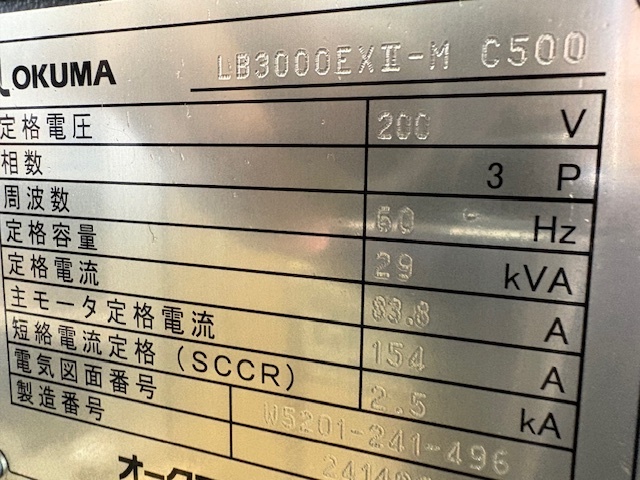 OKUMA LB3000EXⅡ-M C500
定格電圧 200 V
相数 3 P
周波数 60 Hz
定格容量 29 kVA
定格電流 83.8 A
主モータ定格電流 154 A
短絡電流定格(SCCR) 2.5 kA
電気図面番号 W5201-241-496
製造番号
オーク